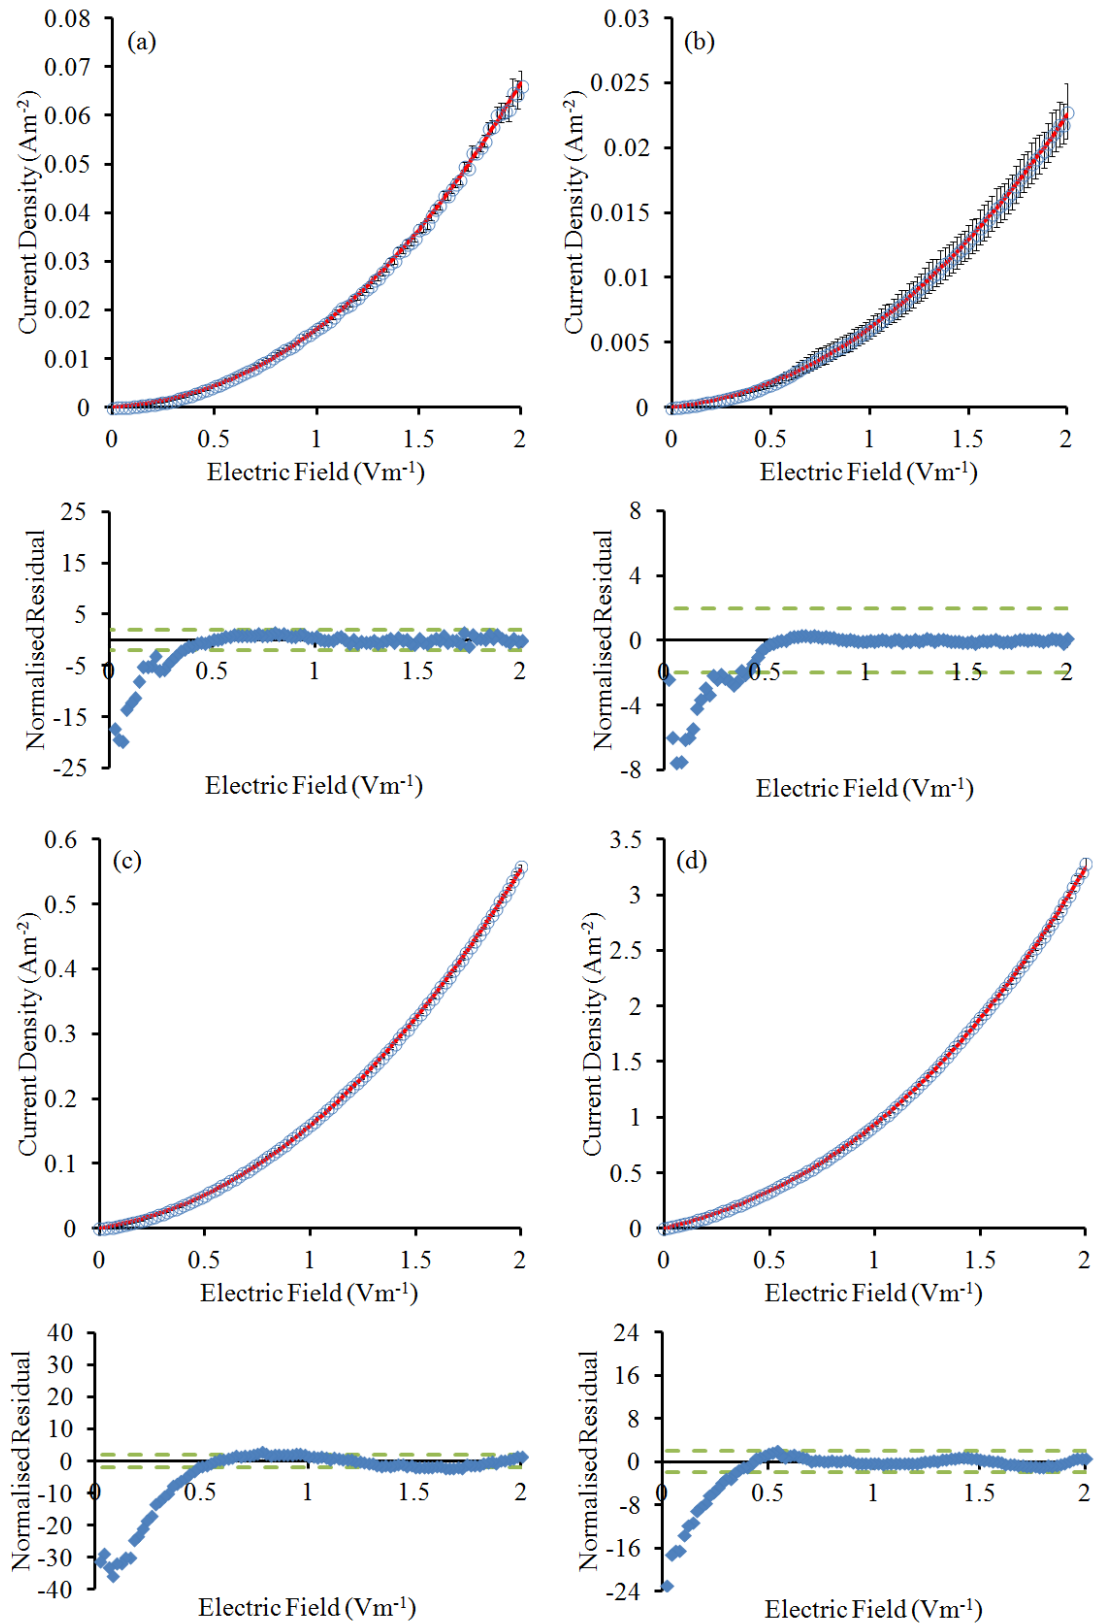 (a)
Current Density (Am-2)
0.08
0.07
0.06
0.05
0.04
0.03
0.02
0.01
0
0 0.5 1 1.5 2
Electric Field (Vm-1)
(b)
Current Density (Am-2)
0.03
0.025
0.02
0.015
0.01
0.005
0
0 0.5 1 1.5 2
Electric Field (Vm-1)
Normalised Residual
25
15
5
-5
-15
-25
0 0.5 1 1.5 2
Electric Field (Vm-1)
Normalised Residual
8
4
0
-4
-8
0 0.5 1 1.5 2
Electric Field (Vm-1)
(c)
Current Density (Am-2)
0.6
0.5
0.4
0.3
0.2
0.1
0
0 0.5 1 1.5 2
Electric Field (Vm-1)
(d)
Current Density (Am-2)
3.5
3
2.5
2
1.5
1
0.5
0
0 0.5 1 1.5 2
Electric Field (Vm-1)
Normalised Residual
40
30
20
10
0
-10
-20
-30
-40
0 0.5 1 1.5 2
Electric Field (Vm-1)
Normalised Residual
24
16
8
0
-8
-16
-24
0 0.5 1 1.5 2
Electric Field (Vm-1)